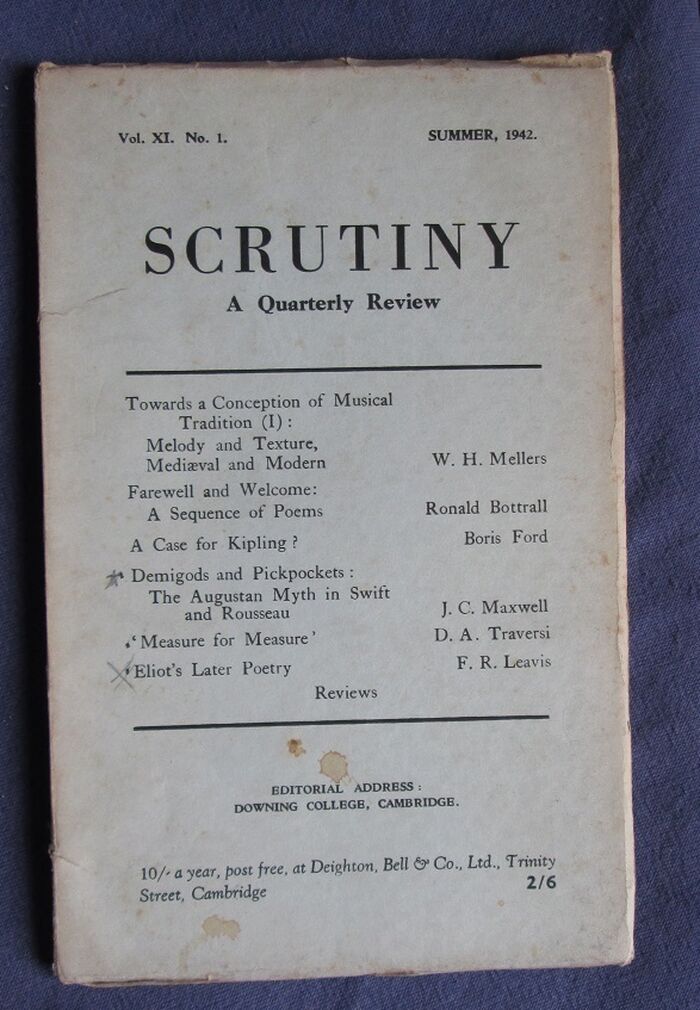 Vol. XI. No. 1. SUMMER, 1942.
SCRUTINY
A Quarterly Review
Towards a Conception of Musical
Tradition (I) :
Melody and Texture,
Mediæval and Modern W. H. Mellers
Farewell and Welcome:
A Sequence of Poems Ronald Bottrall
A Case for Kipling ? Boris Ford
Demigods and Pickpockets :
The Augustan Myth in Swift
and Rousseau J. C. Maxwell
'Measure for Measure' D. A. Traversi
Eliot's Later Poetry F. R. Leavis
Reviews
EDITORIAL ADDRESS :
DOWNING COLLEGE, CAMBRIDGE.
10/- a year, post free, at Deighton, Bell & Co., Ltd., Trinity
Street, Cambridge 2/6